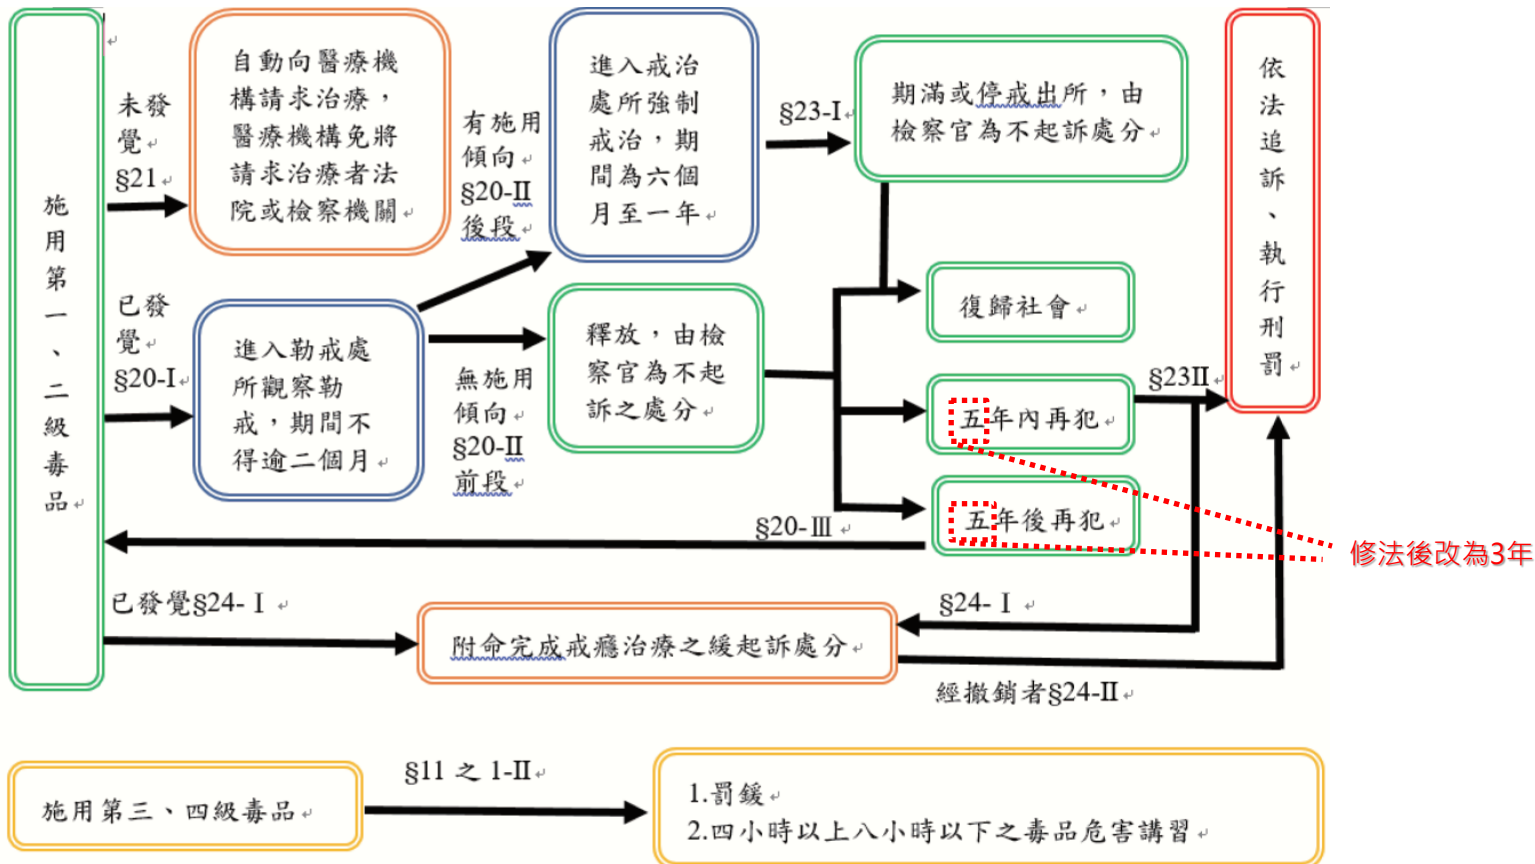 施
用
第
一
、
二
級
毒
品
未發
覺
§21
自動向醫療機
構請求治療，
醫療機構免將
請求治療者法
院或檢察機關
已發
覺
§20-I
進入勒戒處
所觀察勒
戒，期間不
得逾二個月
有施用
傾向
§20-II
後段
進入戒治
處所強制
戒治，期
間為六個
月至一年
無施用
傾向
§20-II
前段
釋放，由檢
察官為不起
訴之處分
§23-I
期滿或停戒出所，由
檢察官為不起訴處分
復歸社會
五年內再犯
五年後再犯
§23II
依
法
追
訴
、
執
行
刑
罰
修法後改為3年
§20-III
已發覺§24-I
附命完成戒癮治療之緩起訴處分
§24-I
經撤銷者§24-II
施用第三、四級毒品
§11 之 1-II
1.罰鍰
2.四小時以上八小時以下之毒品危害講習